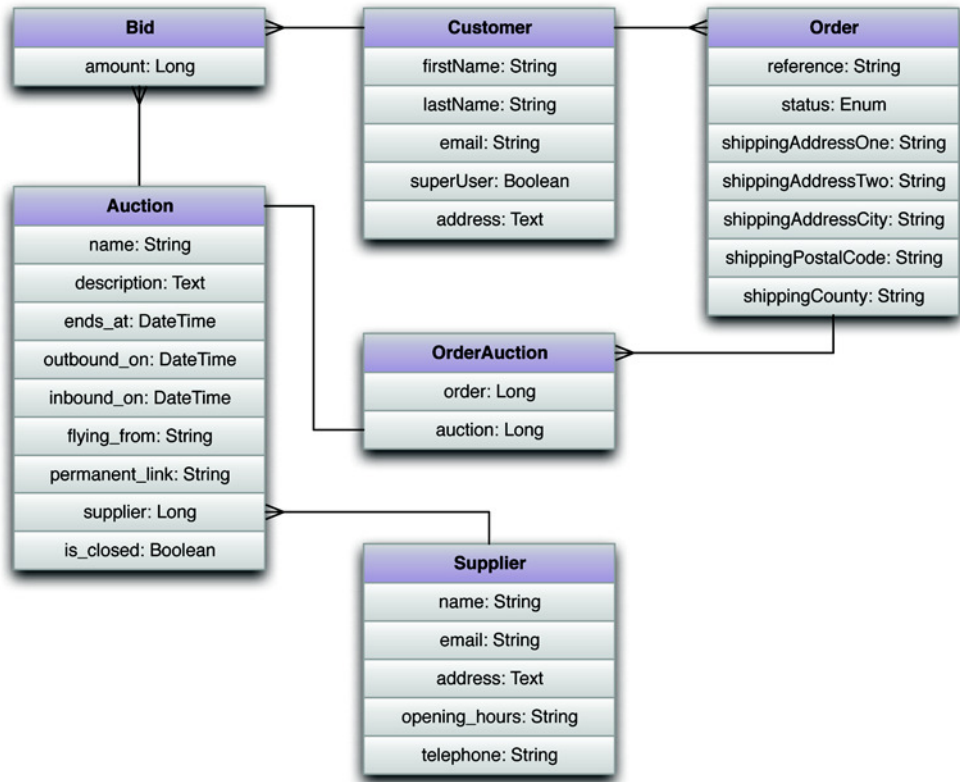 Bid
amount: Long
Customer
firstName: String
lastName: String
email: String
superUser: Boolean
address: Text
Order
reference: String
status: Enum
shippingAddressOne: String
shippingAddressTwo: String
shippingAddressCity: String
shippingPostalCode: String
shippingCounty: String
Auction
name: String
description: Text
ends_at: DateTime
outbound_on: DateTime
inbound_on: DateTime
flying_from: String
permanent_link: String
supplier: Long
is_closed: Boolean
OrderAuction
order: Long
auction: Long
Supplier
name: String
email: String
address: Text
opening_hours: String
telephone: String